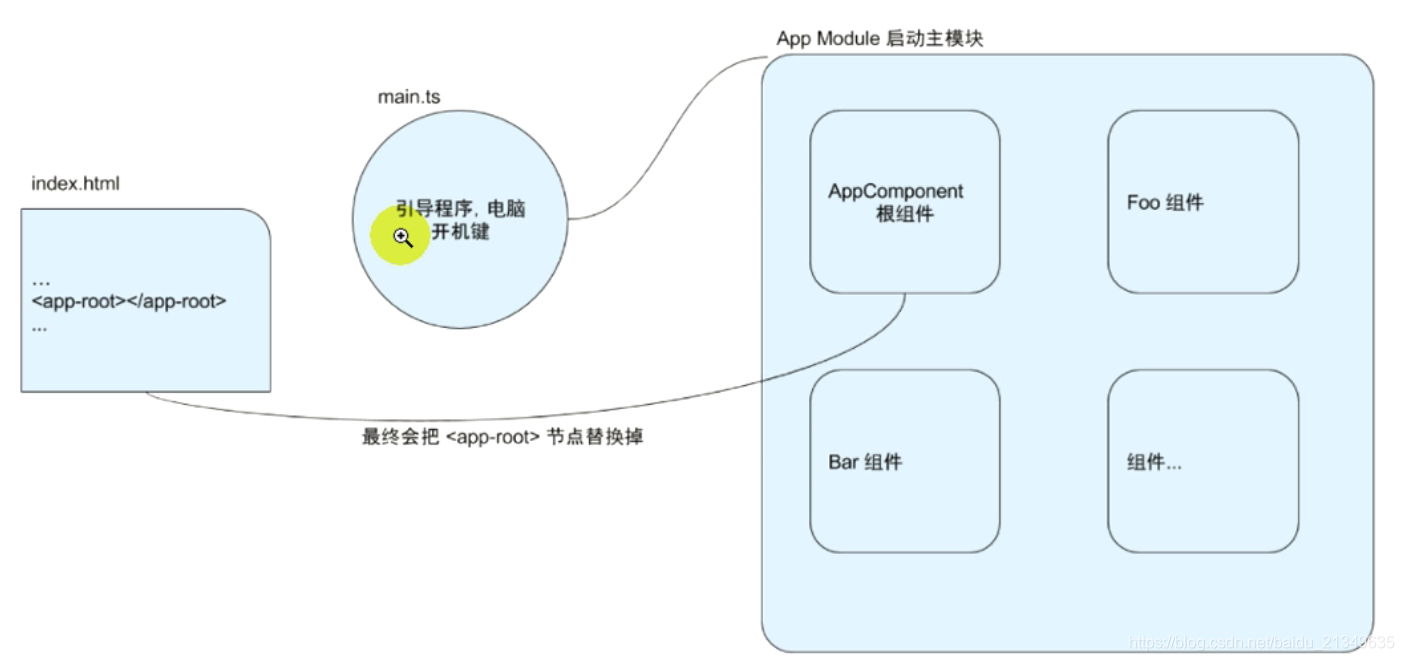 App Module 启动主模块
main.ts
index.html
引导程序, 电脑
开机键
...
<app-root></app-root>
...
AppComponent
根组件
Foo 组件
最终会把 <app-root> 节点替换掉
Bar 组件
组件...
https://blog.csdn.net/baidu_21349635